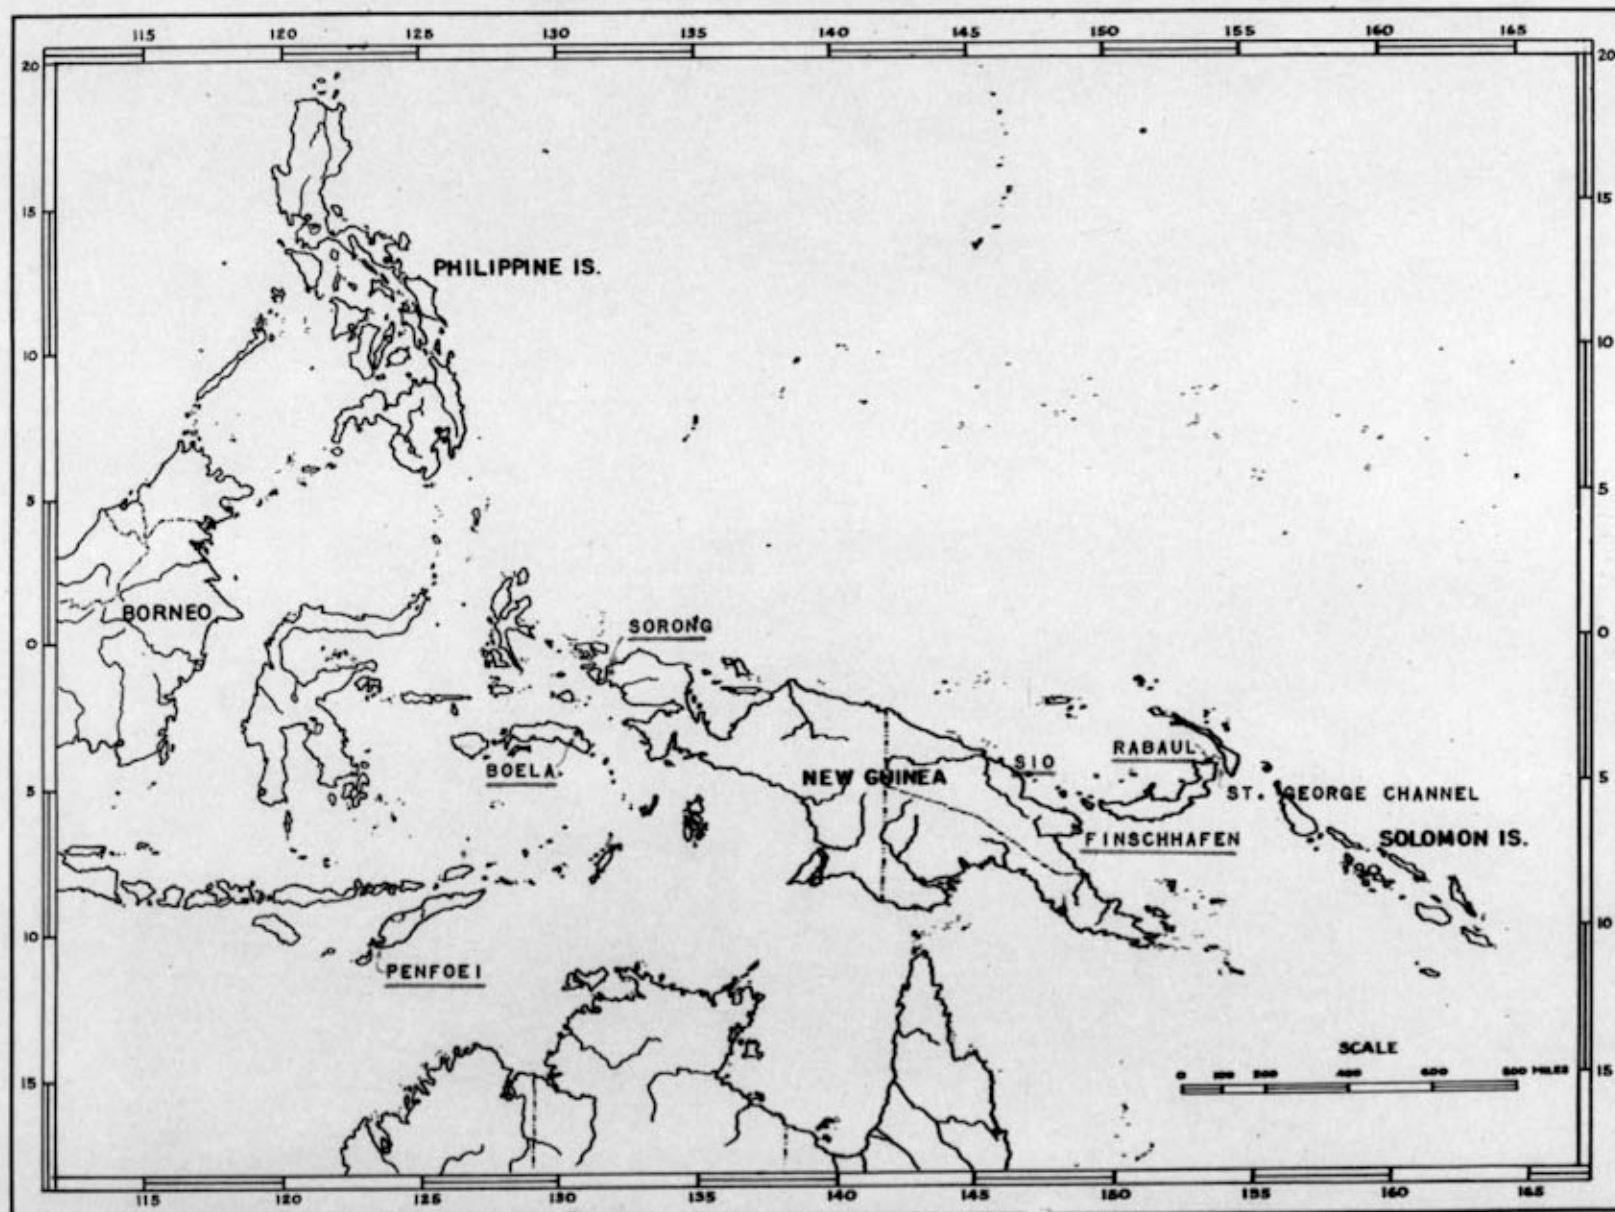 115 120 125 130 135 140 145 150 155 160 165
20 20
15 15
PHILIPPINE IS.
10 10
5 5
BORNEO
SORONG
0 0
RABAUL
SIO
BOELA.
NEW GUINEA
5 5
ST. GEORGE CHANNEL
FINSCHHAFEN
SOLOMON IS.
10 10
PENFOEI
SCALE
0 100 200 400 600 800 MILES
15 15
115 120 125 130 135 140 145 150 155 160 165